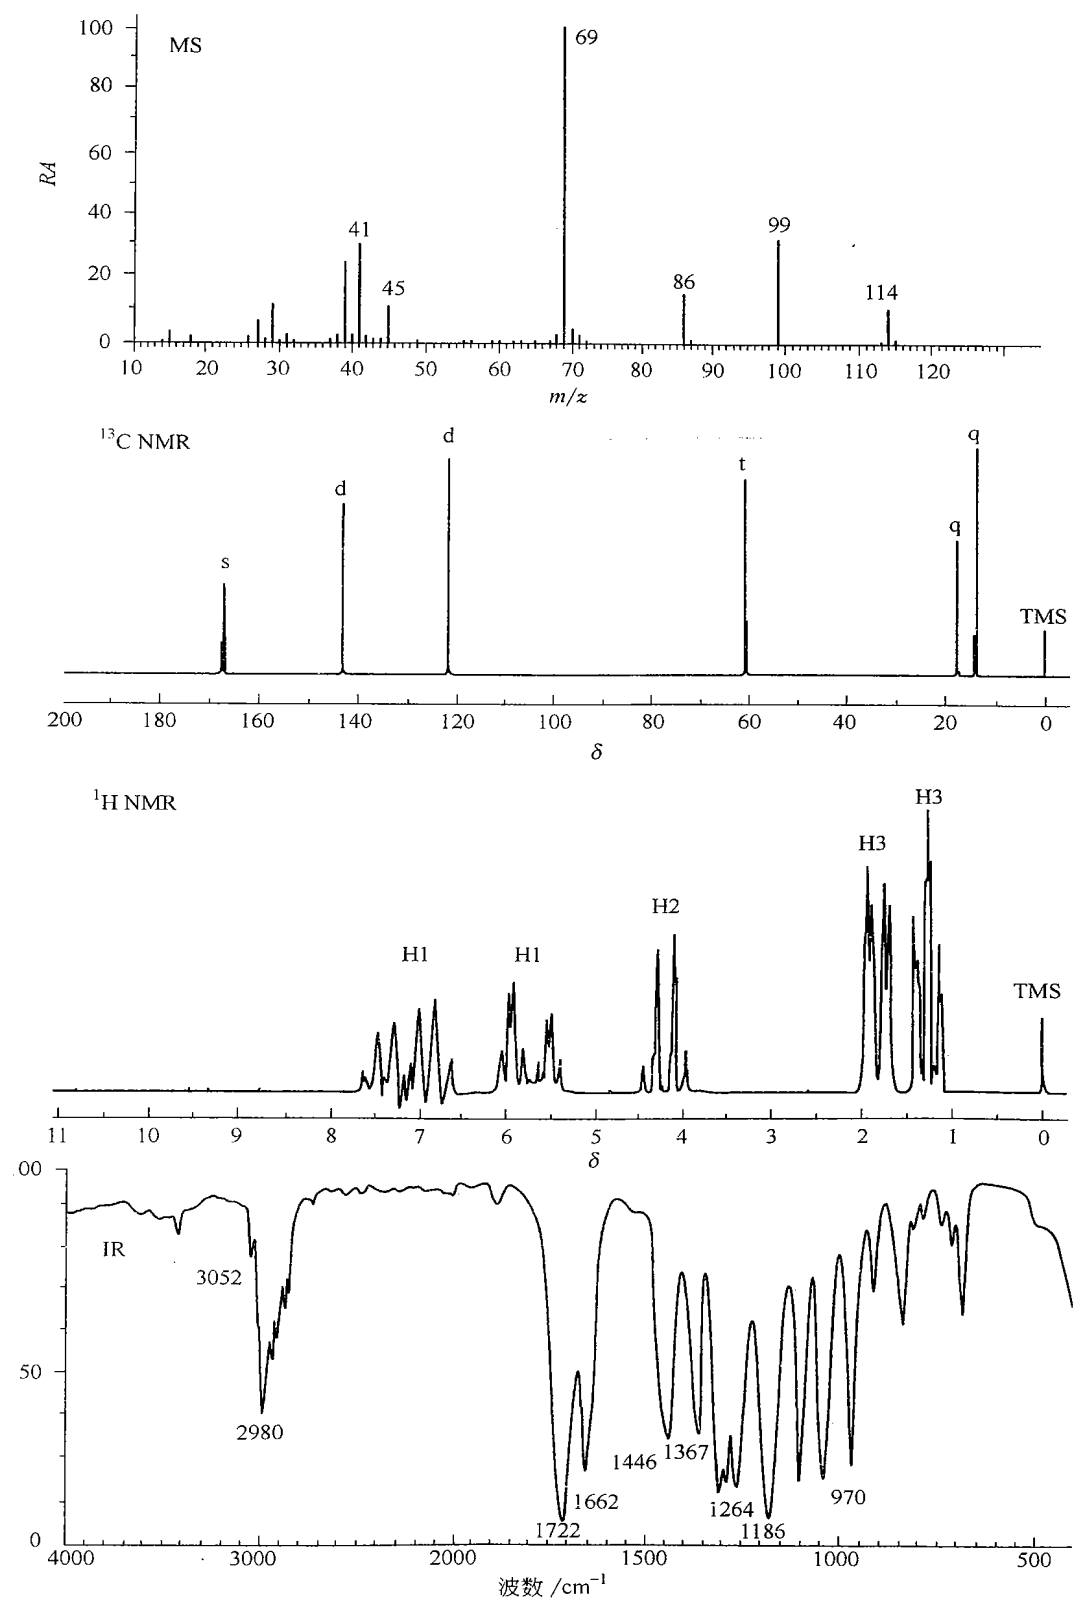 MS
RA
100
80
60
40
20
0
69
41
45
86
99
114
10 20 30 40 50 60 70 80 90 100 110 120
m/z
¹³C NMR
s
d
d
t
q
q
TMS
200 180 160 140 120 100 80 60 40 20 0
δ
¹H NMR
H1
H1
H2
H3
H3
TMS
11 10 9 8 7 6 5 4 3 2 1 0
δ
00
50
0
IR
3052
2980
1722
1662
1446
1367
1264
1186
970
4000 3000 2000 1500 1000 500
波数 /cm⁻¹